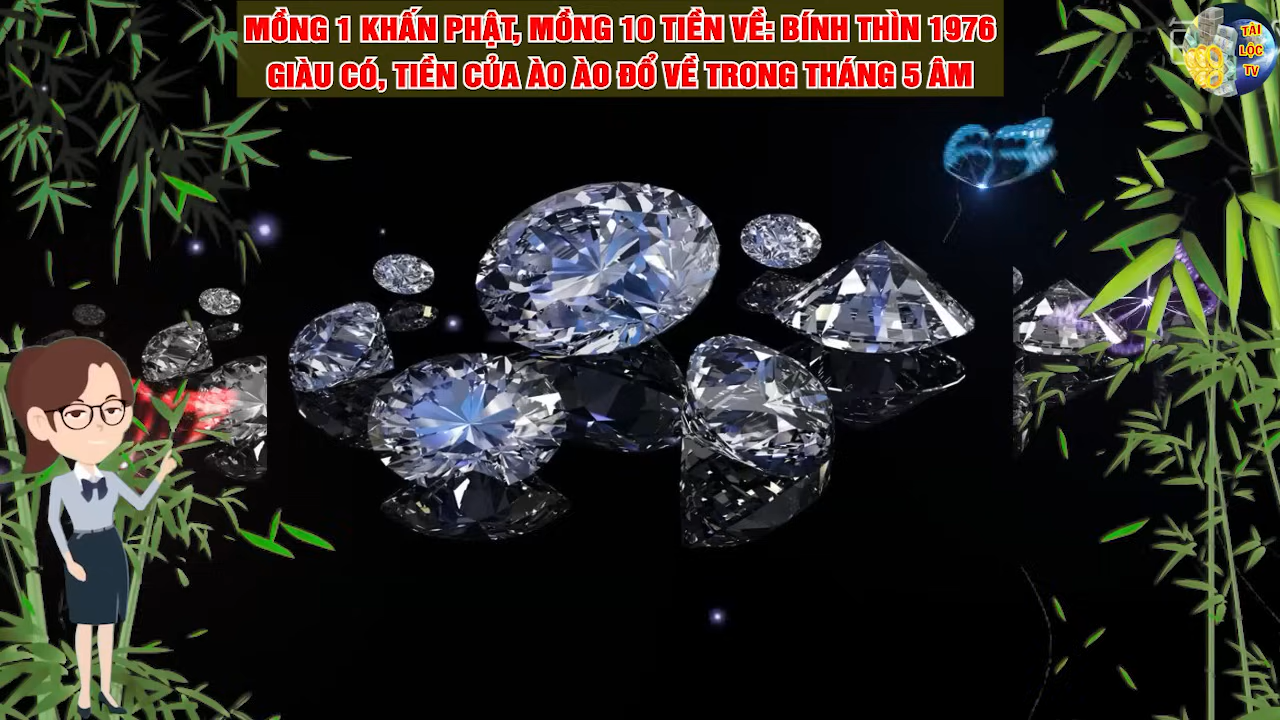 MỒNG 1 KHẤN PHẬT, MỒNG 10 TIỀN VỀ: BÍNH THÌN 1976
GIÀU CÓ, TIỀN CỦA ÀO ÀO ĐỔ VỀ TRONG THÁNG 5 ÂM
TÀI
LỘC
TV